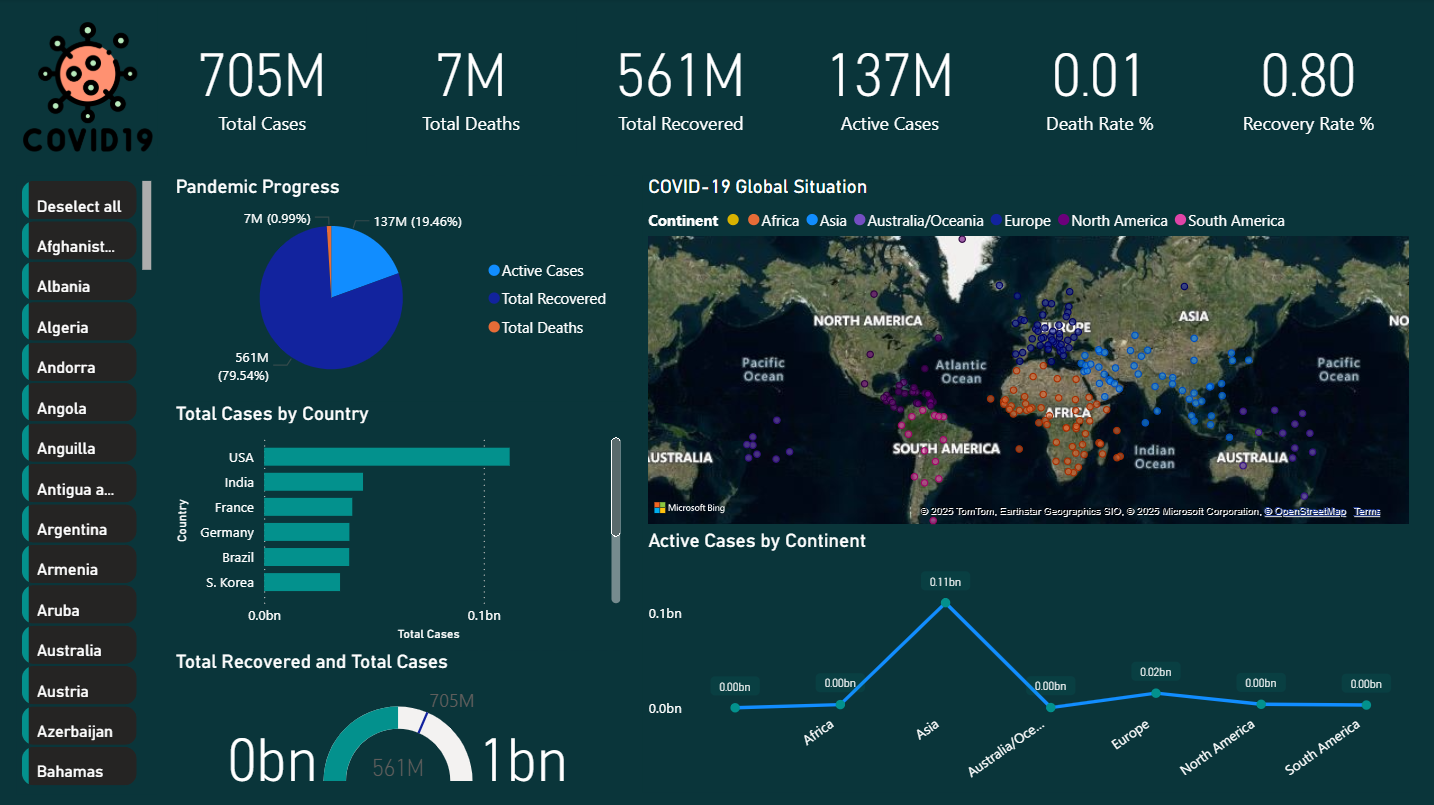 COVID19
705M
Total Cases
7M
Total Deaths
561M
Total Recovered
137M
Active Cases
0.01
Death Rate %
0.80
Recovery Rate %
Deselect all
Afghanist...
Albania
Algeria
Andorra
Angola
Anguilla
Antigua a...
Argentina
Armenia
Aruba
Australia
Austria
Azerbaijan
Bahamas
Pandemic Progress
7M (0.99%)
137M (19.46%)
561M
(79.54%)
Active Cases
Total Recovered
Total Deaths
Total Cases by Country
Country
USA
India
France
Germany
Brazil
S. Korea
0.0bn
0.1bn
Total Cases
Total Recovered and Total Cases
705M
0bn
561M
1bn
COVID-19 Global Situation
Continent Africa Asia Australia/Oceania Europe North America South America
NORTH AMERICA
EUROPE
ASIA
NO
Pacific
Ocean
Atlantic
Ocean
Pacific
Ocean
AFRICA
SOUTH AMERICA
Indian
Ocean
AUSTRALIA
AUSTRALIA
Microsoft Bing
© 2025 TomTom, Earthstar Geographics SIO, © 2025 Microsoft Corporation, © OpenStreetMap Terms
Active Cases by Continent
0.1bn
0.0bn
0.00bn
0.00bn
0.11bn
0.00bn
0.02bn
0.00bn
0.00bn
Africa
Asia
Australia/Oce...
Europe
North America
South America